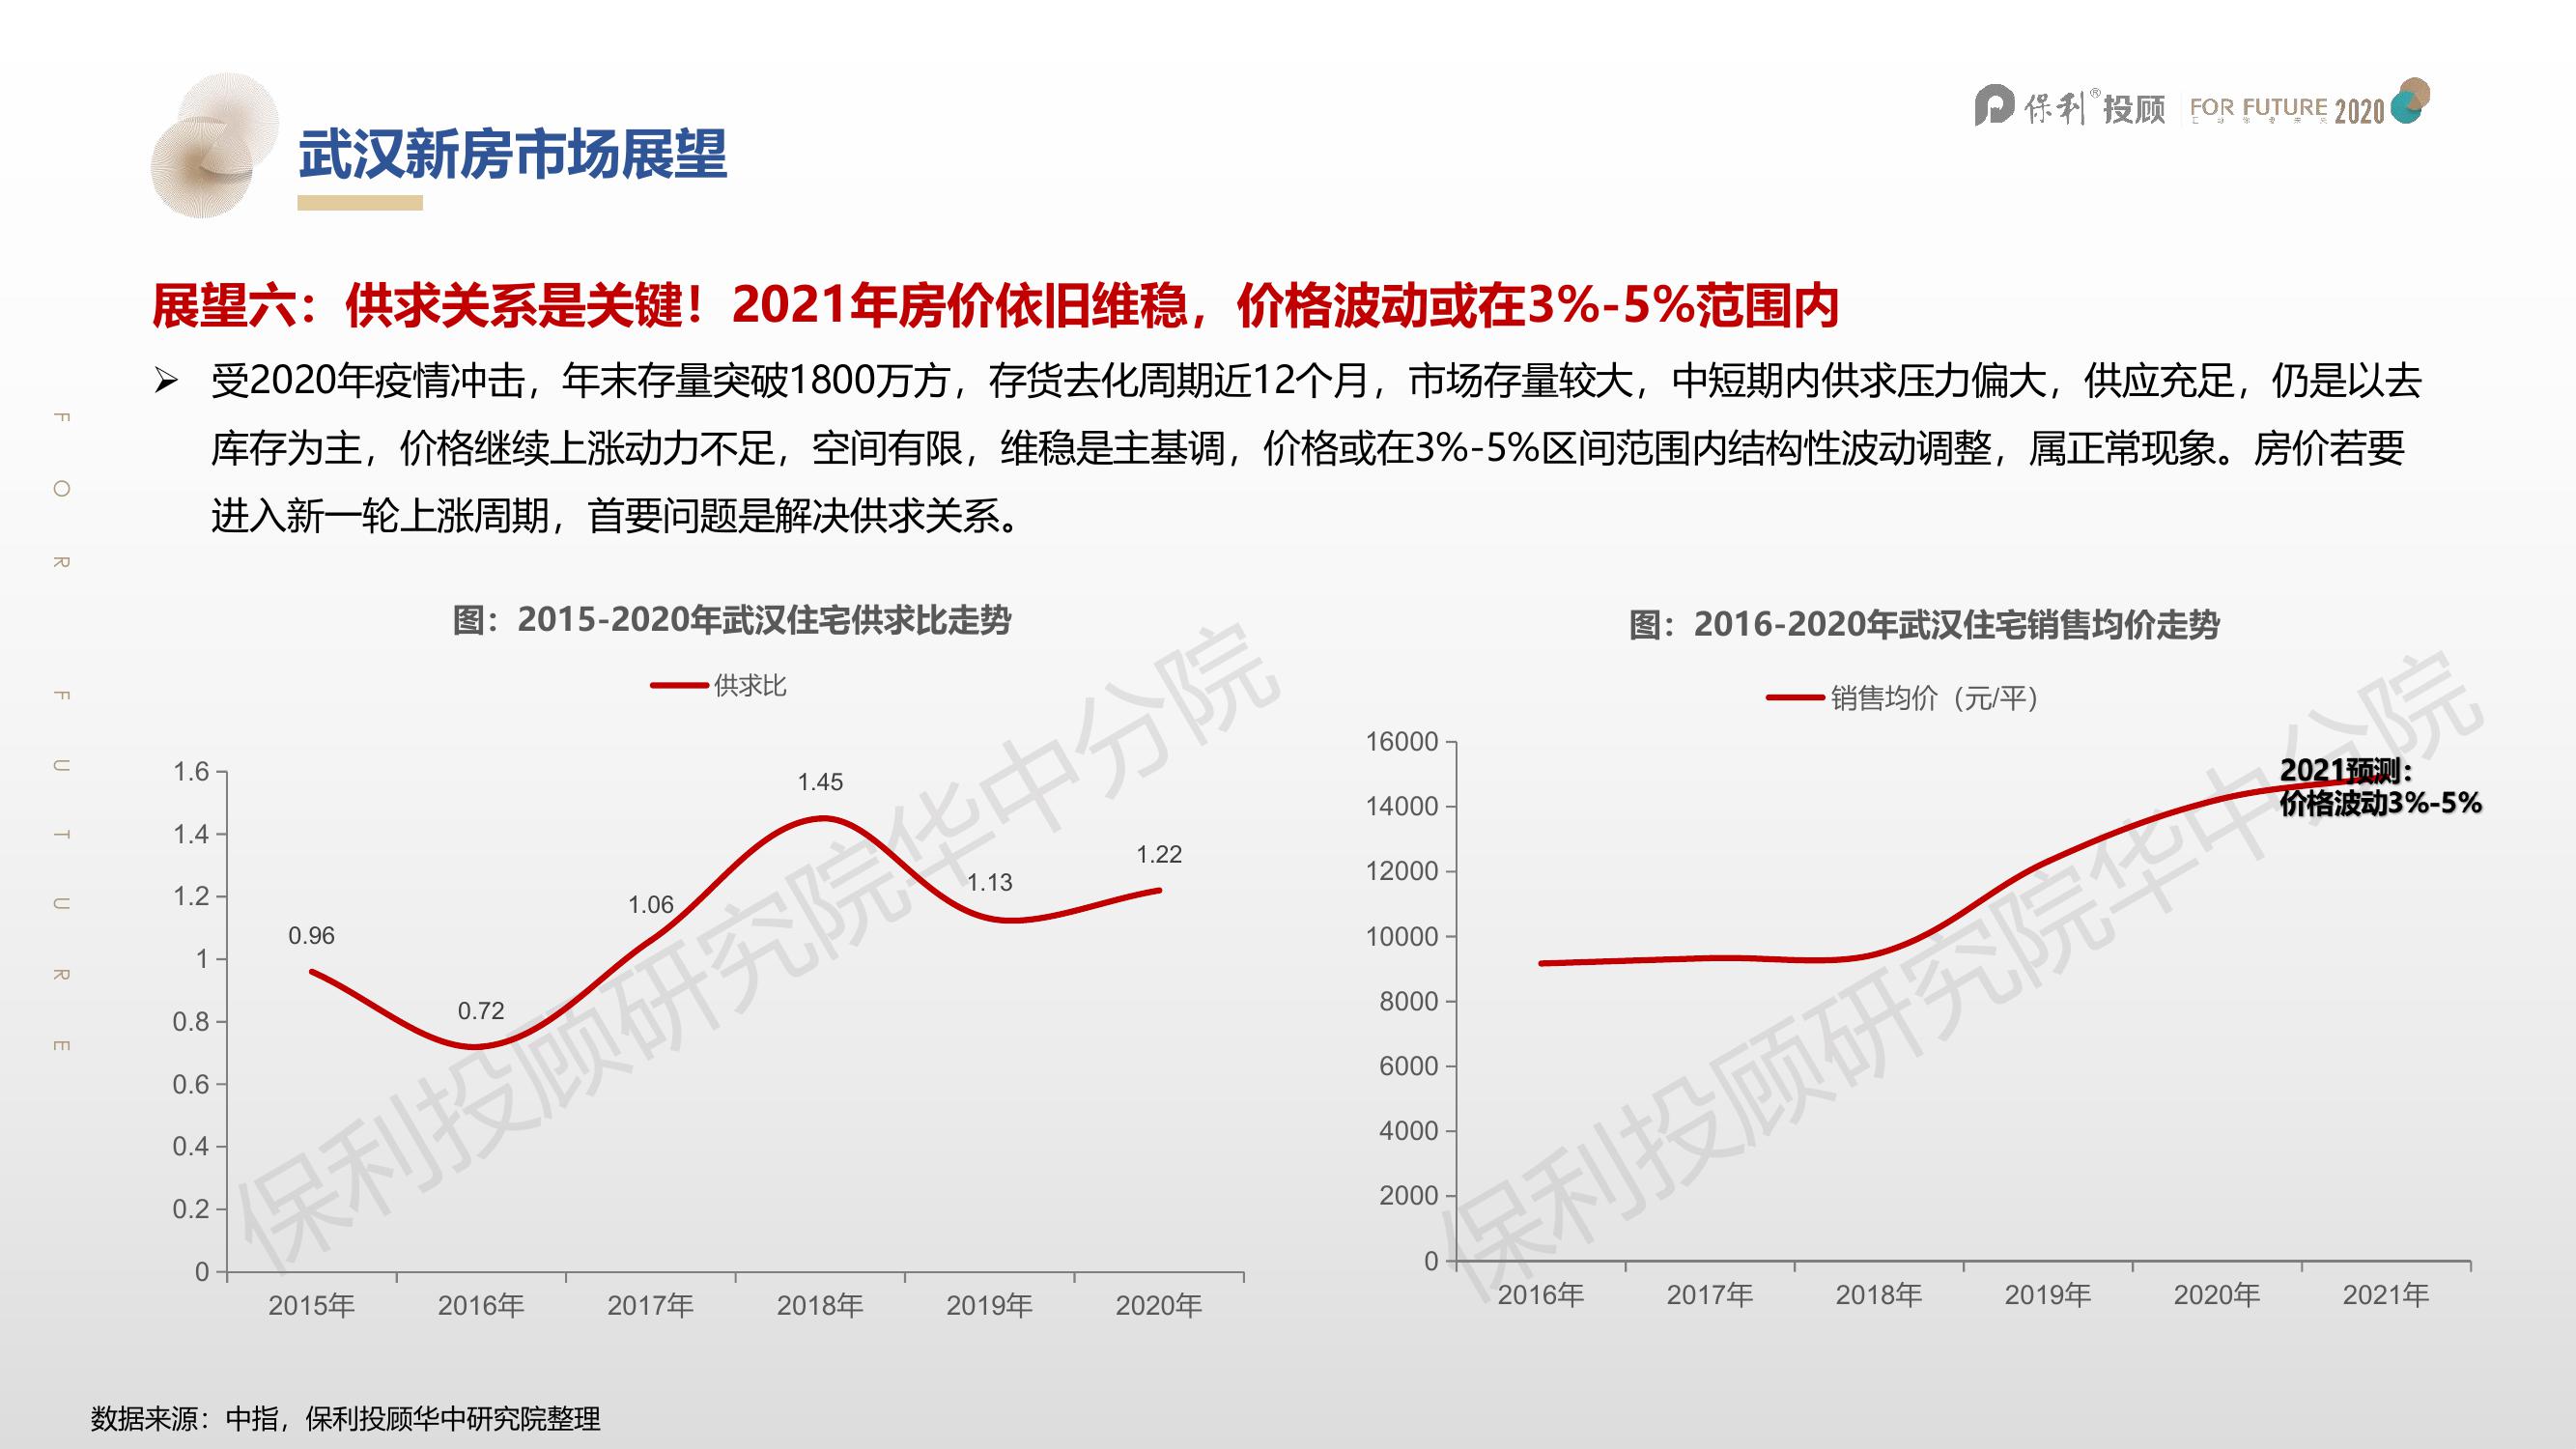 武汉新房市场展望
保利®投顾 FOR FUTURE 2020
展望六：供求关系是关键！2021年房价依旧维稳，价格波动或在3%-5%范围内
➢ 受2020年疫情冲击，年末存量突破1800万方，存货去化周期近12个月，市场存量较大，中短期内供求压力偏大，供应充足，仍是以去
库存为主，价格继续上涨动力不足，空间有限，维稳是主基调，价格或在3%-5%区间范围内结构性波动调整，属正常现象。房价若要
进入新一轮上涨周期，首要问题是解决供求关系。
FOR FUTURE
图：2015-2020年武汉住宅供求比走势
供求比
1.6
1.4
1.2
1
0.8
0.6
0.4
0.2
0
0.96
0.72
1.06
1.45
1.13
1.22
2015年 2016年 2017年 2018年 2019年 2020年
保利投顾研究院华中分院
图：2016-2020年武汉住宅销售均价走势
销售均价（元/平）
16000
14000
12000
10000
8000
6000
4000
2000
0
2021预测：
价格波动3%-5%
2016年 2017年 2018年 2019年 2020年 2021年
保利投顾研究院华中分院
数据来源：中指，保利投顾华中研究院整理